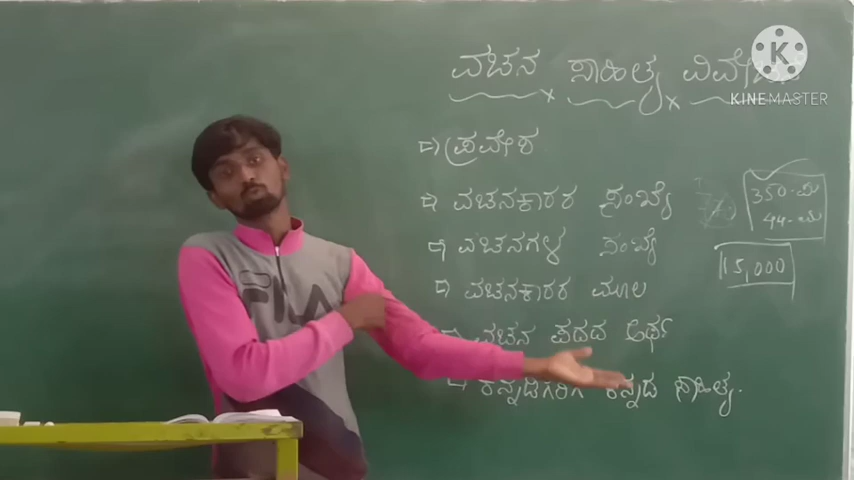 ವಚನ ಸಾಹಿತ್ಯ
KINEMASTER
ಪ್ರವೇಶ
ವಚನಕಾರರ ಸಂಖ್ಯೆ
350-ಮಿ
44-ಮ
ವಚನಗಳ ಸಂಖ್ಯೆ
15,000
ವಚನಕಾರರ ಮೂಲ
ವಚನ ಪದದ ಅರ್ಥ
ಕನ್ನಡಿಗರಿಗೆ ಕನ್ನಡ ಸಾಹಿತ್ಯ.